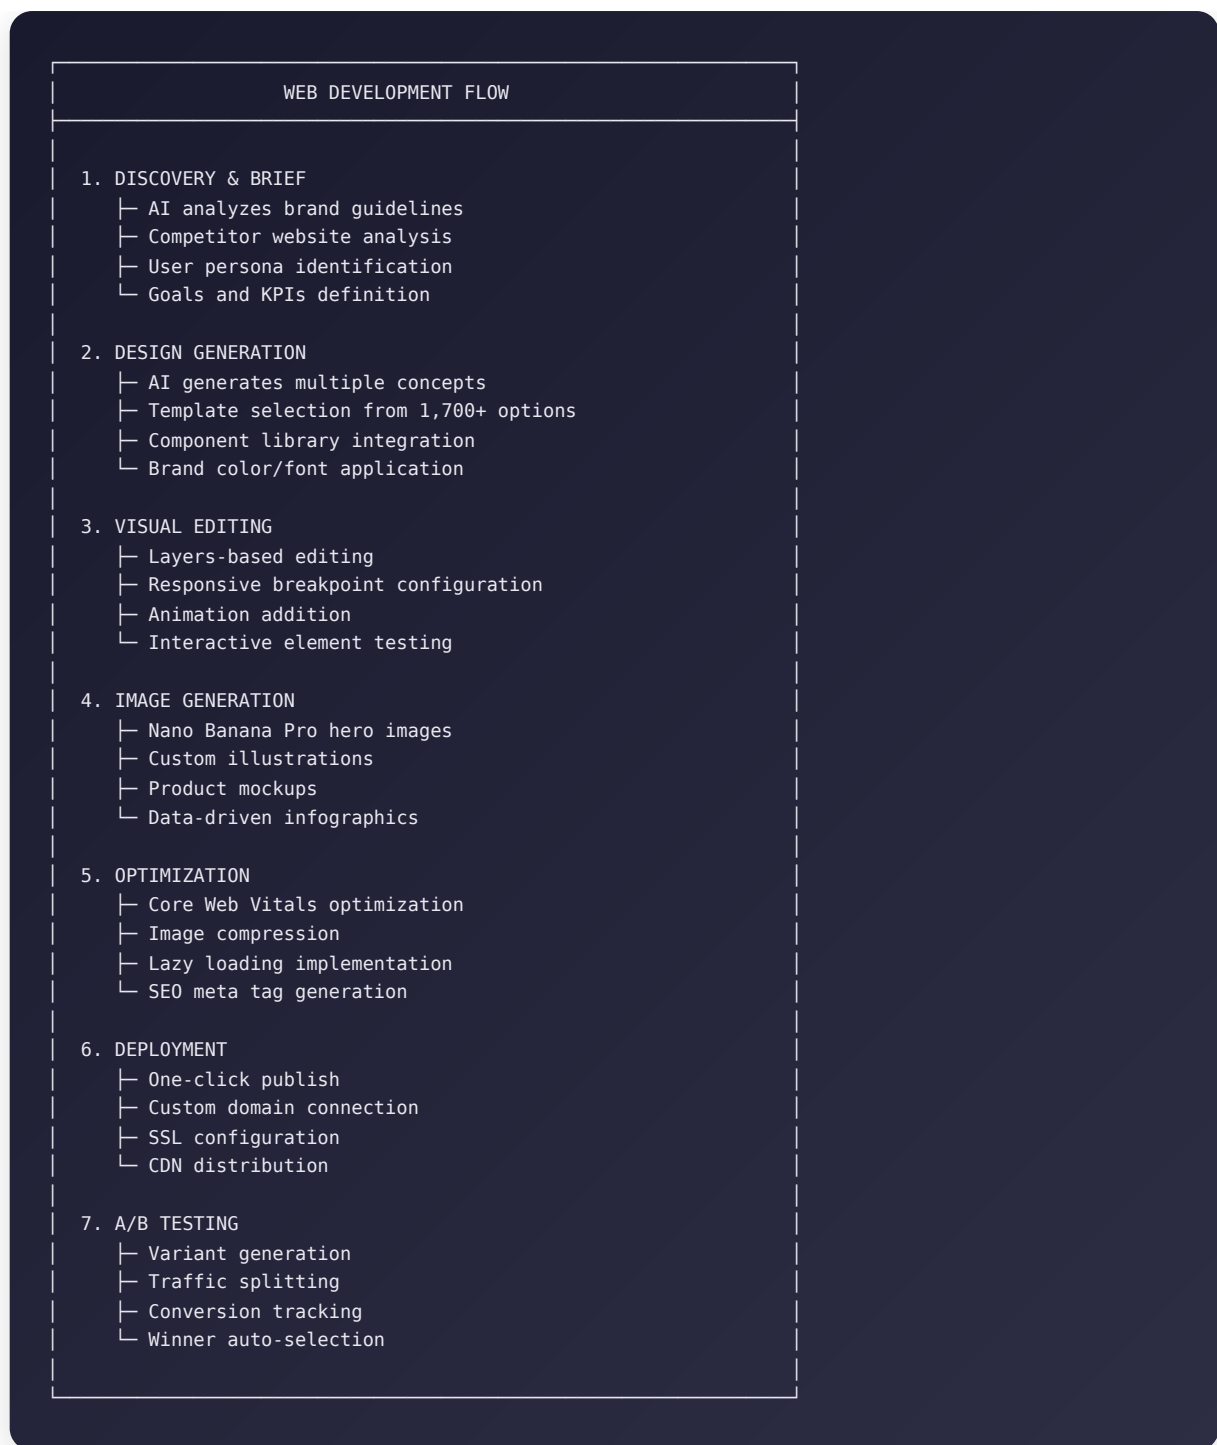 WEB DEVELOPMENT FLOW
1. DISCOVERY & BRIEF
├─ AI analyzes brand guidelines
├─ Competitor website analysis
├─ User persona identification
└─ Goals and KPIs definition
2. DESIGN GENERATION
├─ AI generates multiple concepts
├─ Template selection from 1,700+ options
├─ Component library integration
└─ Brand color/font application
3. VISUAL EDITING
├─ Layers-based editing
├─ Responsive breakpoint configuration
├─ Animation addition
└─ Interactive element testing
4. IMAGE GENERATION
├─ Nano Banana Pro hero images
├─ Custom illustrations
├─ Product mockups
└─ Data-driven infographics
5. OPTIMIZATION
├─ Core Web Vitals optimization
├─ Image compression
├─ Lazy loading implementation
└─ SEO meta tag generation
6. DEPLOYMENT
├─ One-click publish
├─ Custom domain connection
├─ SSL configuration
└─ CDN distribution
7. A/B TESTING
├─ Variant generation
├─ Traffic splitting
├─ Conversion tracking
└─ Winner auto-selection